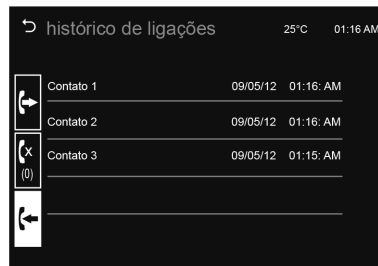 histórico de ligações 25°C 01:16 AM
Contato 1 09/05/12 01:16: AM
Contato 2 09/05/12 01:16: AM
x
Contato 3 09/05/12 01:15: AM
(0)